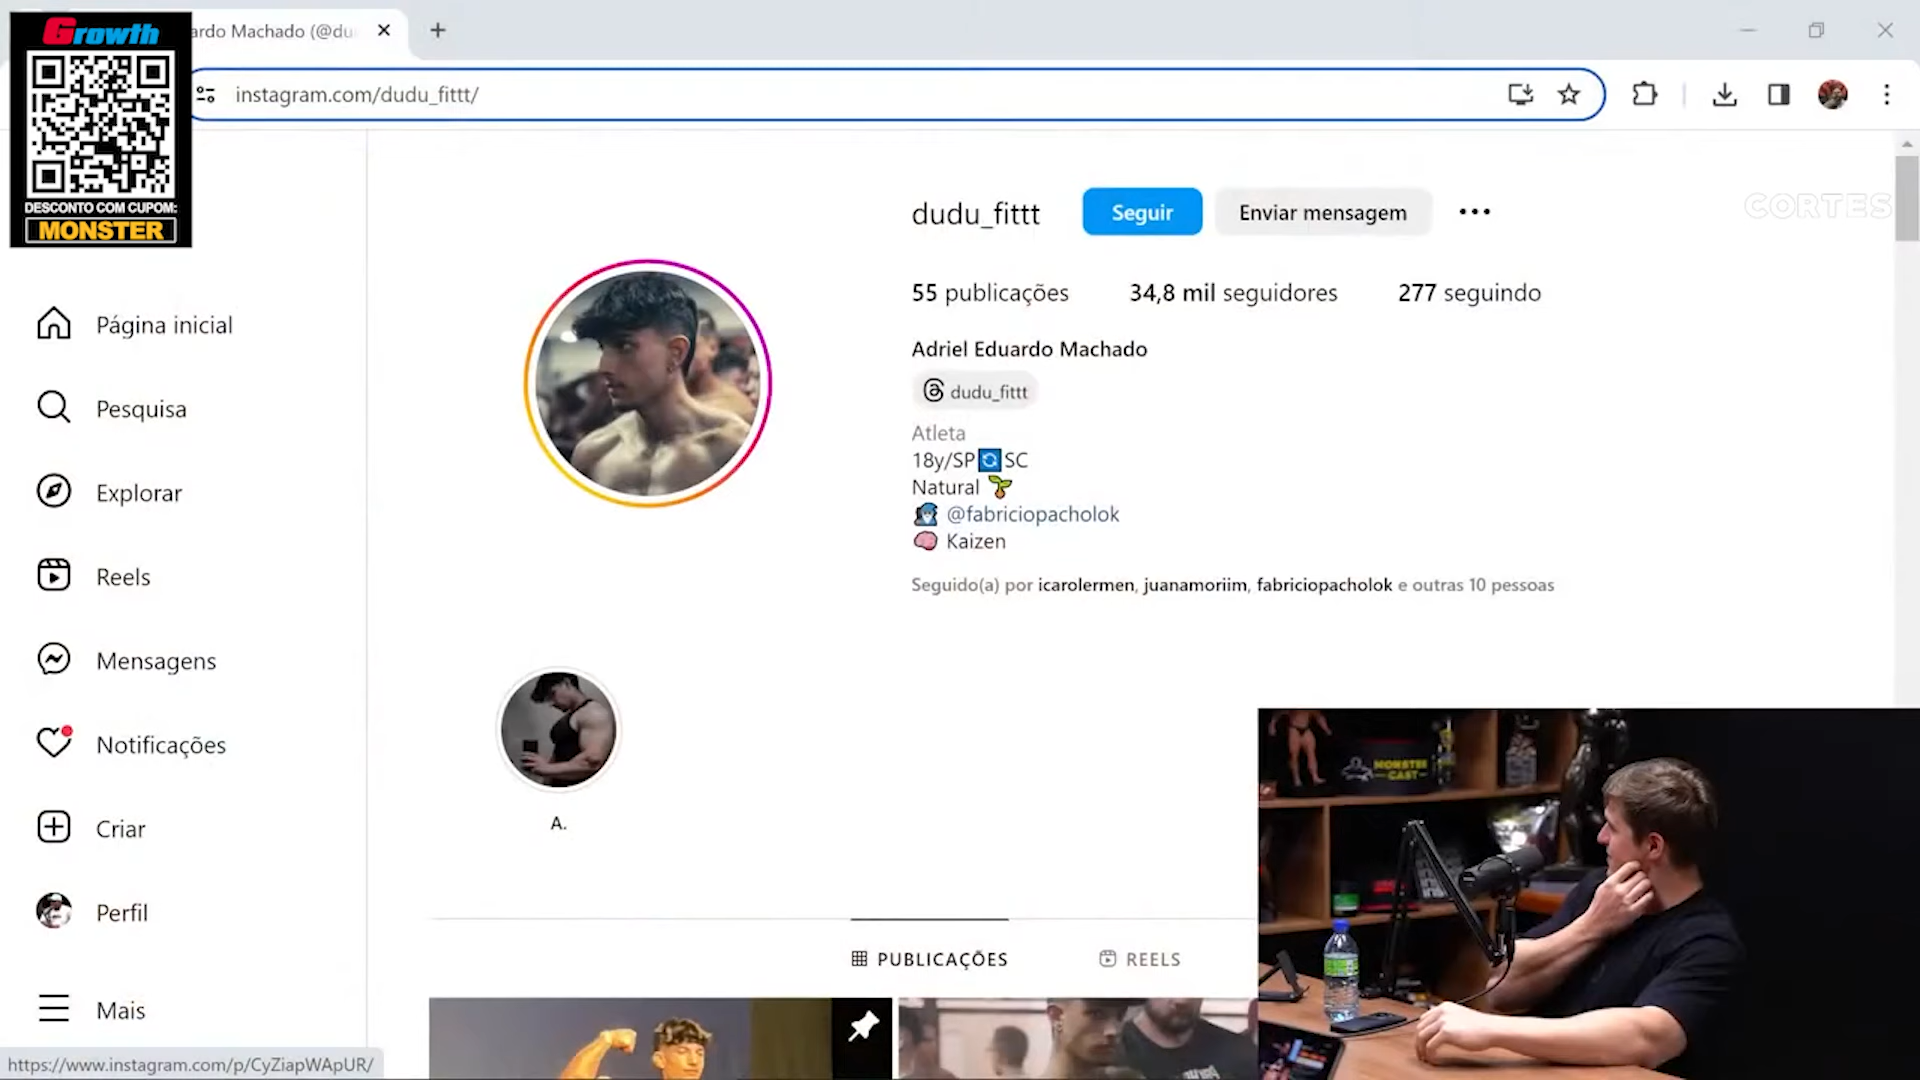 Growth
DESCONTO COM CUPOM:
MONSTER
ardo Machado (@du
instagram.com/dudu_fittt/
CORTES
dudu_fittt
Seguir
Enviar mensagem
55 publicações
34,8 mil seguidores
277 seguindo
Adriel Eduardo Machado
dudu_fittt
Atleta
18y/SP🔄SC
Natural 🌱
@fabriciopacholok
🧠 Kaizen
Seguido(a) por icarolermen, juanamoriim, fabriciopacholok e outras 10 pessoas
Página inicial
Pesquisa
Explorar
Reels
Mensagens
Notificações
Criar
Perfil
Mais
A.
PUBLICAÇÕES
REELS
MONSTER
CAST
https://www.instagram.com/p/CyZiapWApUR/